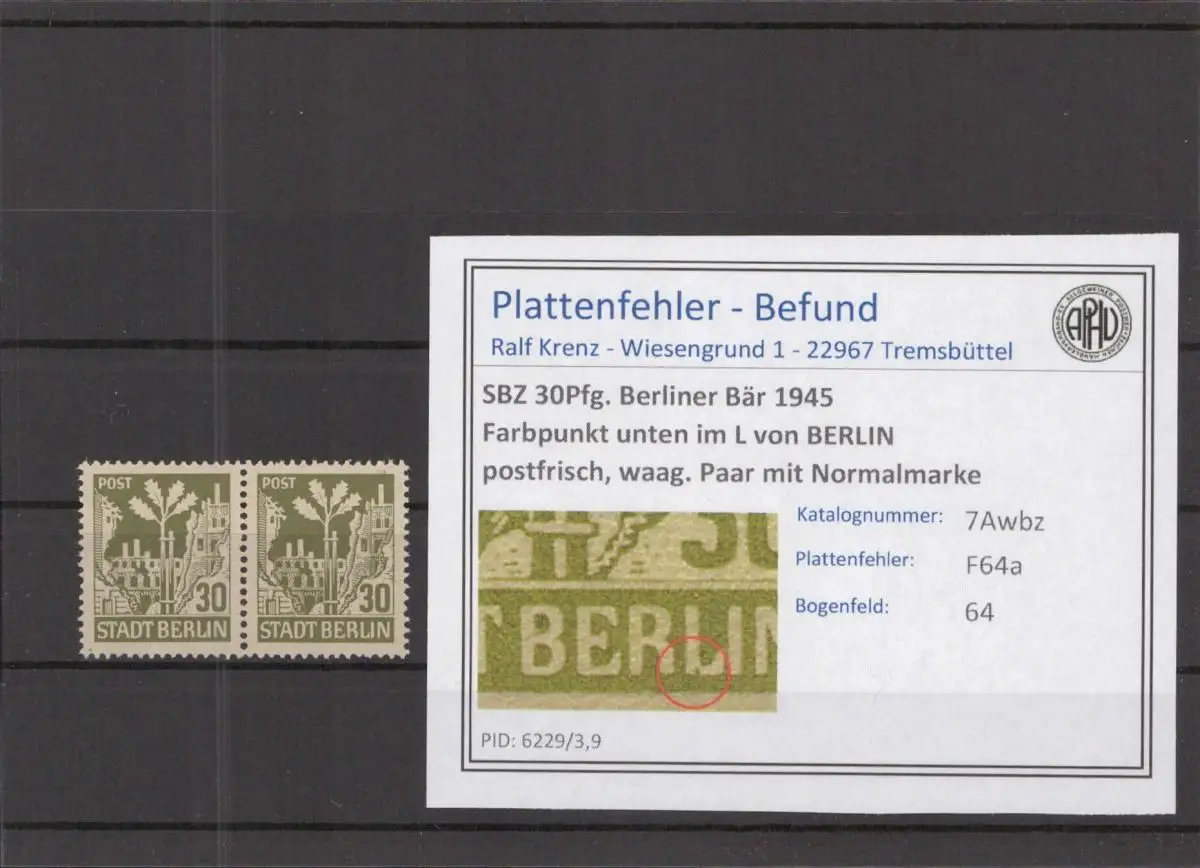 POST
30
STADT BERLIN
POST
30
STADT BERLIN
Plattenfehler - Befund
Ralf Krenz - Wiesengrund 1 - 22967 Tremsbüttel
APHV
SBZ 30Pfg. Berliner Bär 1945
Farbpunkt unten im L von BERLIN
postfrisch, waag. Paar mit Normalmarke
T BERLIN
Katalognummer: 7Awbz
Plattenfehler: F64a
Bogenfeld: 64
PID: 6229/3,9